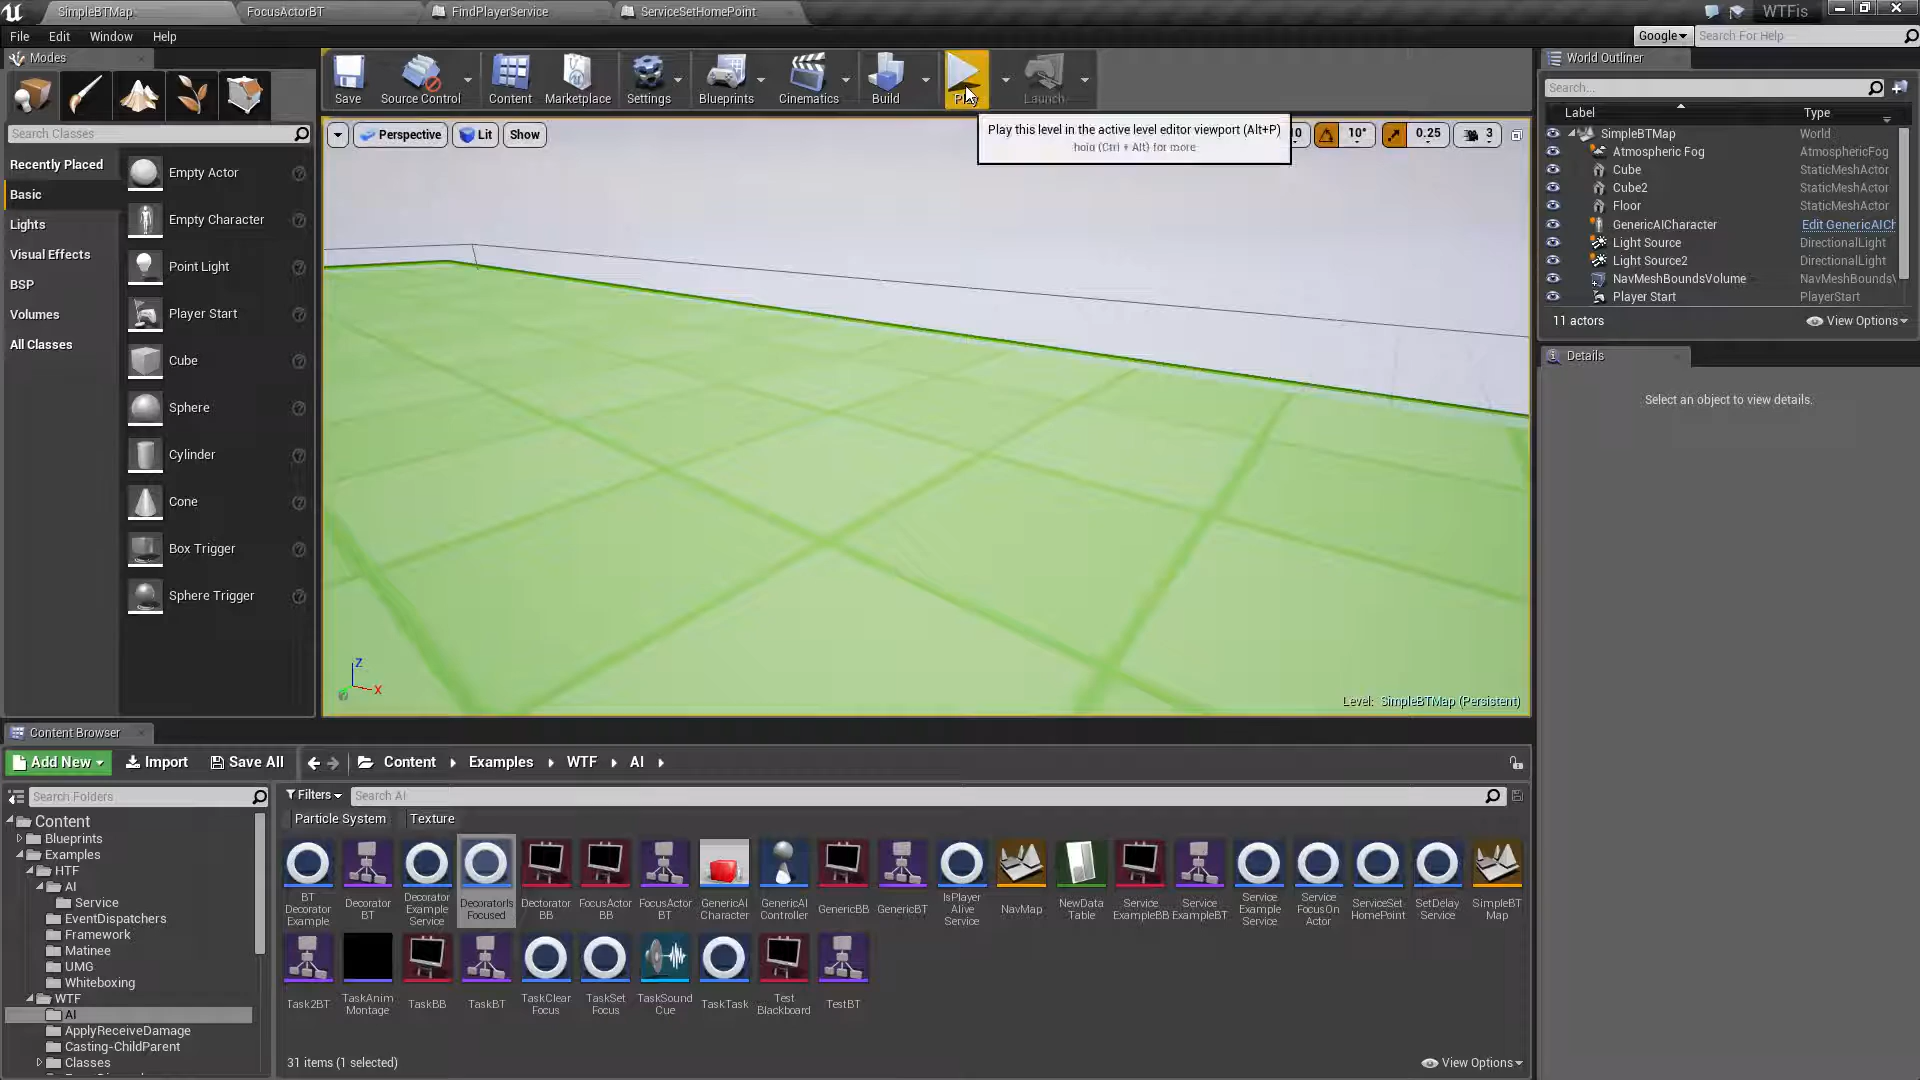 SimpleBTMap
FocusActorBT
FindPlayerService
ServiceSetHomePoint
WTFis
File Edit Window Help
Google
Search For Help
Modes
Save
Source Control
Content
Marketplace
Settings
Blueprints
Cinematics
Build
Play
Launch
Play this level in the active level editor viewport (Alt+P)
hold (Ctrl + Alt) for more
Search Classes
Recently Placed
Basic
Lights
Visual Effects
BSP
Volumes
All Classes
Empty Actor
Empty Character
Point Light
Player Start
Cube
Sphere
Cylinder
Cone
Box Trigger
Sphere Trigger
Perspective
Lit
Show
10
10°
0.25
3
Z
X
Level: SimpleBTMap (Persistent)
World Outliner
Search...
Label Type
SimpleBTMap World
Atmospheric Fog AtmosphericFog
Cube StaticMeshActor
Cube2 StaticMeshActor
Floor StaticMeshActor
GenericAICharacter Edit GenericAICh
Light Source DirectionalLight
Light Source2 DirectionalLight
NavMeshBoundsVolume NavMeshBoundsV
Player Start PlayerStart
11 actors
View Options
Details
Select an object to view details.
Content Browser
Add New
Import
Save All
Content Examples WTF AI
Search Folders
Filters
Search AI
Particle System
Texture
Content
Blueprints
Examples
HTF
AI
Service
EventDispatchers
Framework
Matinee
UMG
Whiteboxing
WTF
AI
ApplyReceiveDamage
Casting-ChildParent
Classes
BT
Decorator
Example
Decorator
BT
Decorator
Example
Service
DecoratorIs
Focused
Dectorator
BB
FocusActor
BB
FocusActor
BT
GenericAI
Character
GenericAI
Controller
GenericBB
GenericBT
IsPlayer
Alive
Service
NavMap
NewData
Table
Service
ExampleBB
Service
ExampleBT
Service
Example
Service
Service
FocusOn
Actor
ServiceSet
HomePoint
SetDelay
Service
SimpleBT
Map
Task2BT
TaskAnim
Montage
TaskBB
TaskBT
TaskClear
Focus
TaskSet
Focus
TaskSound
Cue
TaskTask
Test
Blackboard
TestBT
31 items (1 selected)
View Options